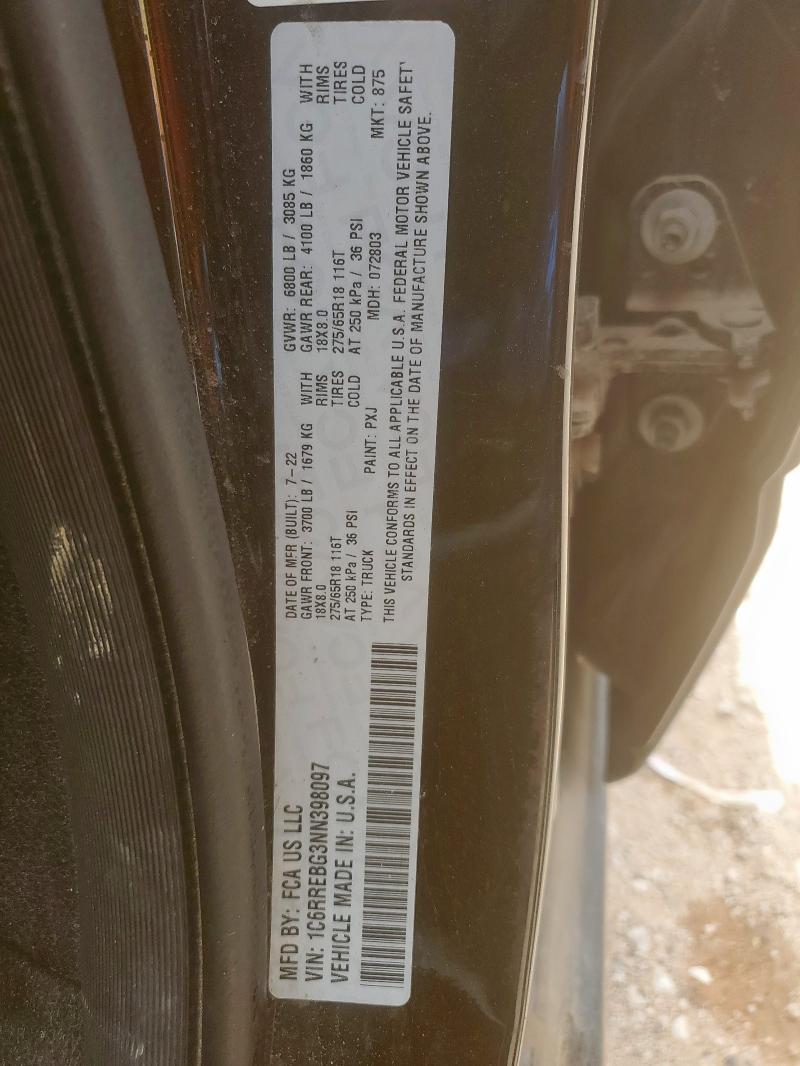 MFD BY: FCA US LLC
VIN: 1C6RREBG3NN398097
VEHICLE MADE IN: U.S.A.
DATE OF MFR (BUILT): 7-22 GVWR: 6800 LB / 3085 KG
GAWR FRONT: 3700 LB / 1679 KG WITH GAWR REAR: 4100 LB / 1860 KG WITH
18X8.0 RIMS 18X8.0 RIMS
275/65R18 116T TIRES 275/65R18 116T TIRES
AT 250 kPa / 36 PSI COLD AT 250 kPa / 36 PSI COLD
TYPE: TRUCK PAINT: PXJ MDH: 072803 MKT: 875
THIS VEHICLE CONFORMS TO ALL APPLICABLE U.S.A. FEDERAL MOTOR VEHICLE SAFETY
STANDARDS IN EFFECT ON THE DATE OF MANUFACTURE SHOWN ABOVE.